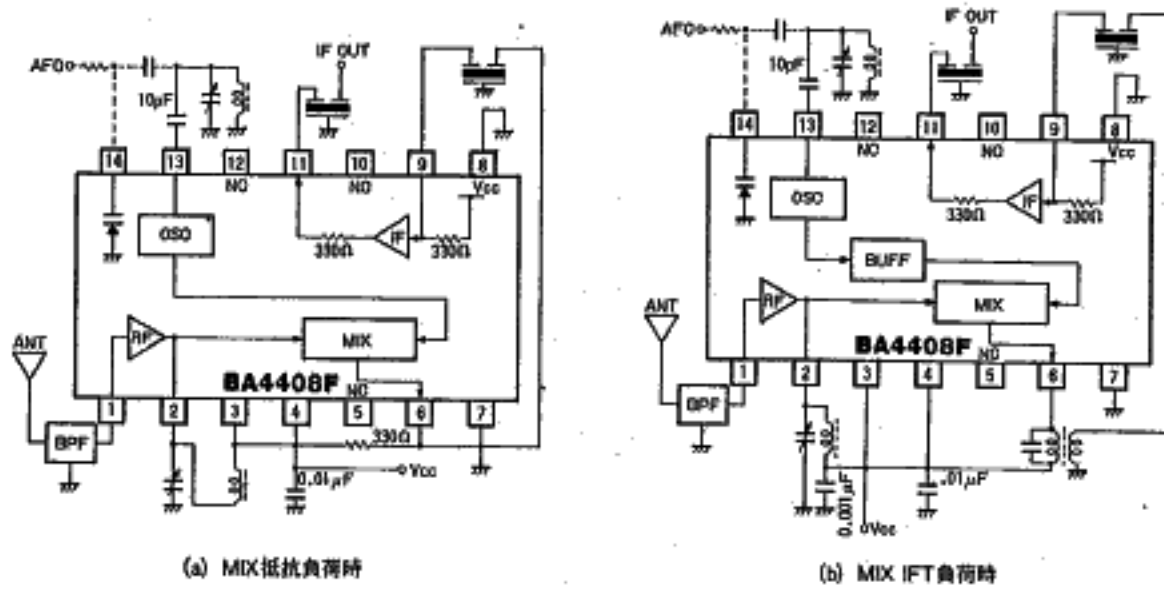 AFC
10pF
IF OUT
14
13
12
11
10
9
8
NC
NC
Vcc
OSC
330Ω
IF
330Ω
ANT
RF
MIX
BA4408F
NC
BPF
1
2
3
4
5
6
7
330Ω
0.01μF
Vcc
(a) MIX抵抗負荷時
AFC
10pF
IF OUT
14
13
12
11
10
9
8
NC
NC
Vcc
OSC
330Ω
IF
330Ω
BUFF
ANT
RF
MIX
BA4408F
NC
BPF
1
2
3
4
5
6
7
0.001μF
.01μF
Vcc
(b) MIX IFT負荷時